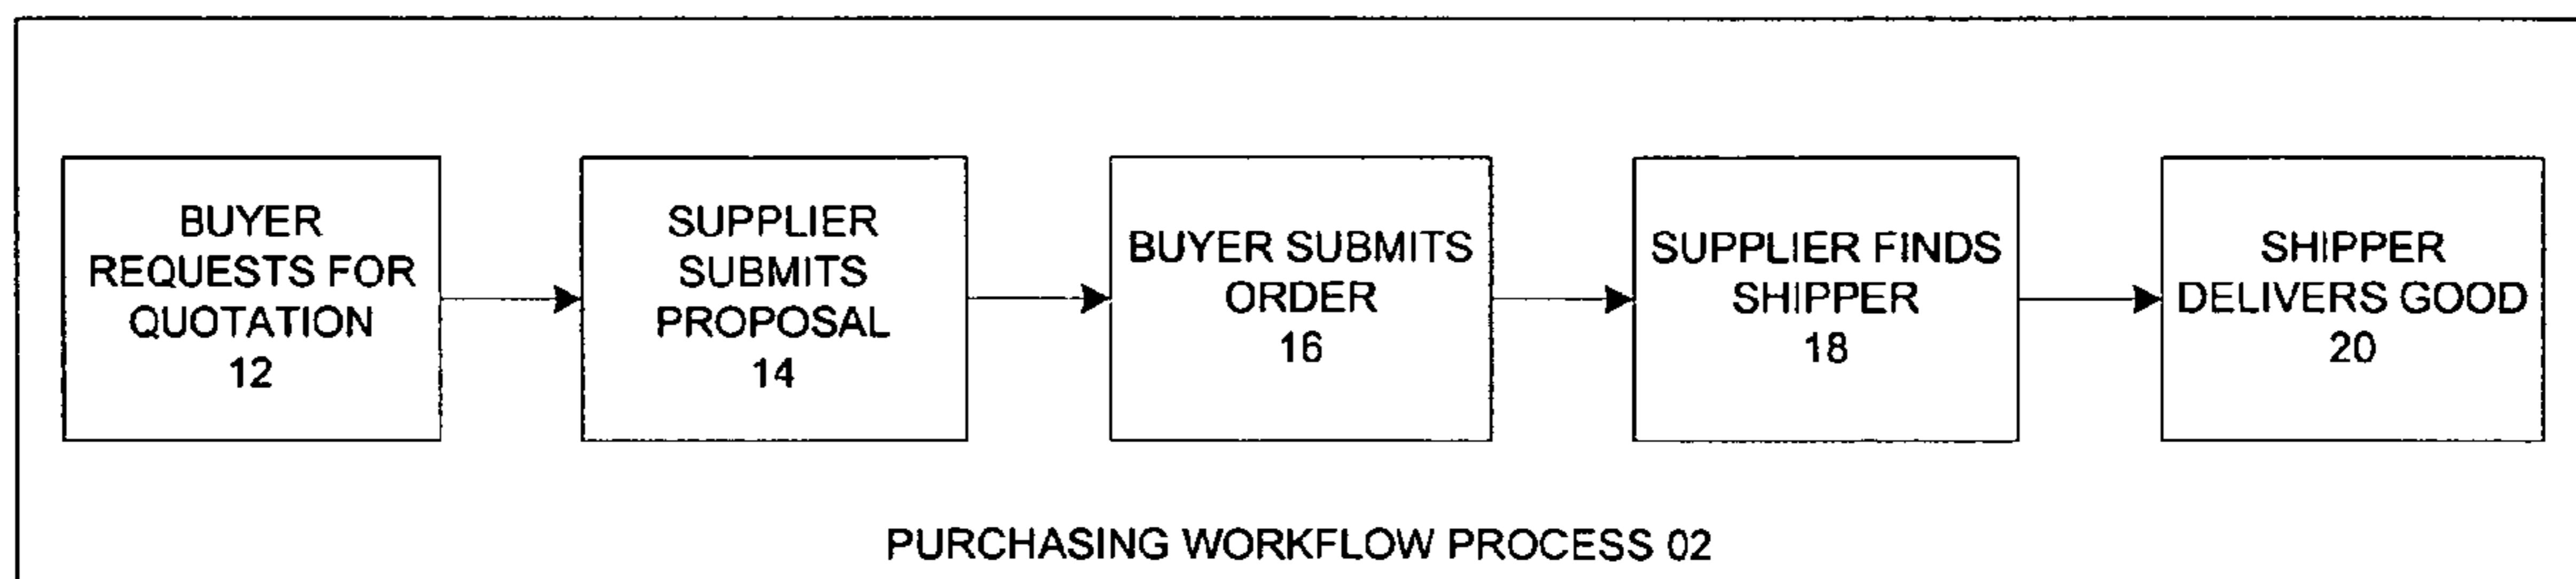 BUYER
REQUESTS FOR
QUOTATION
12
SUPPLIER
SUBMITS
PROPOSAL
14
BUYER SUBMITS
ORDER
16
SUPPLIER FINDS
SHIPPER
18
SHIPPER
DELIVERS GOOD
20
PURCHASING WORKFLOW PROCESS 02